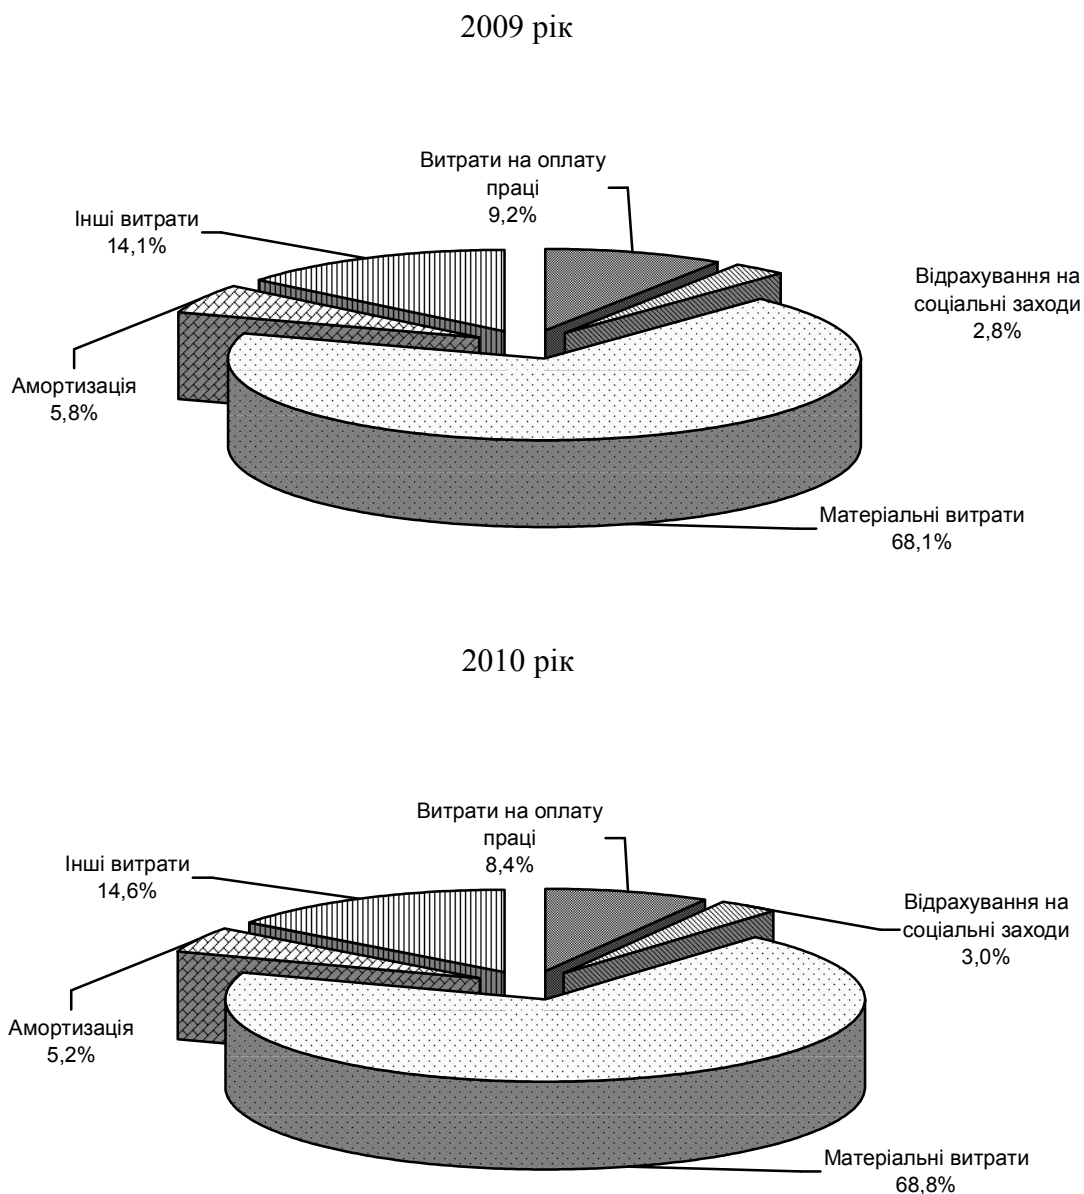 2009 рік
Витрати на оплату
праці
9,2%
Інші витрати
14,1%
Відрахування на
соціальні заходи
2,8%
Амортизація
5,8%
Матеріальні витрати
68,1%
2010 рік
Витрати на оплату
праці
8,4%
Інші витрати
14,6%
Відрахування на
соціальні заходи
3,0%
Амортизація
5,2%
Матеріальні витрати
68,8%